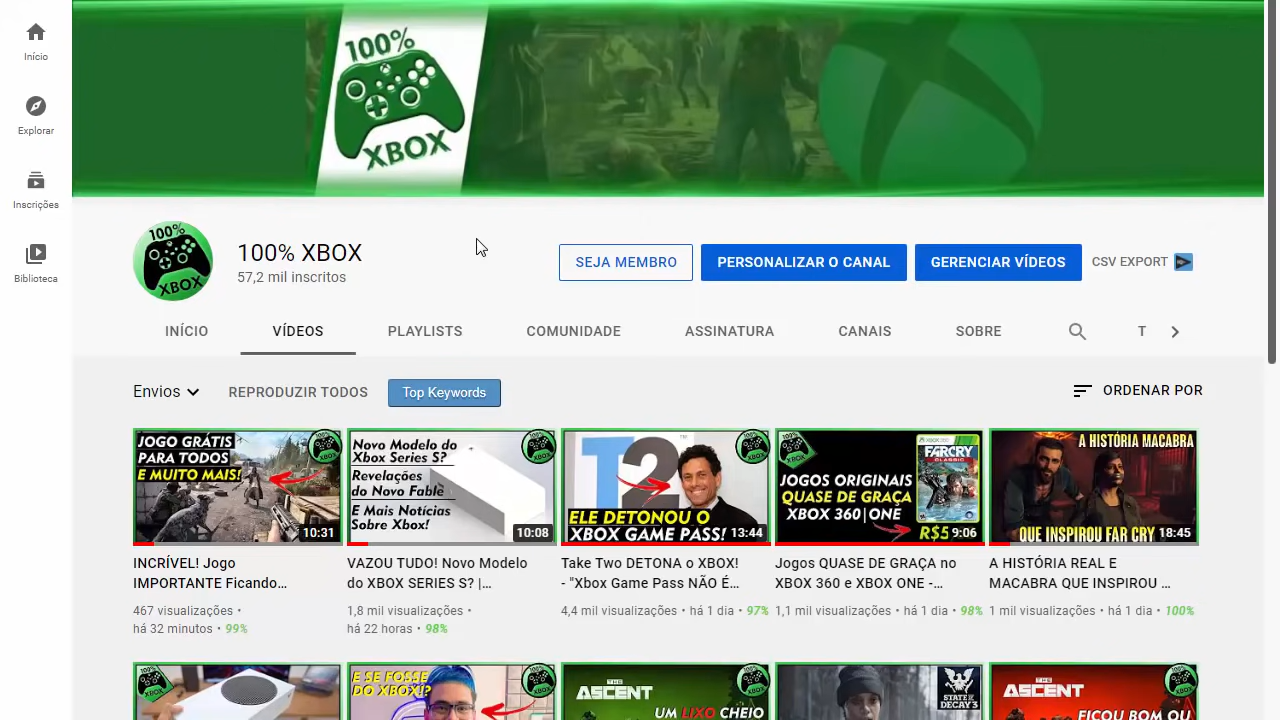 100%
XBOX
Início
Explorar
Inscrições
Biblioteca
100%
XBOX
100% XBOX
57,2 mil inscritos
SEJA MEMBRO
PERSONALIZAR O CANAL
GERENCIAR VÍDEOS
CSV EXPORT
INÍCIO
VÍDEOS
PLAYLISTS
COMUNIDADE
ASSINATURA
CANAIS
SOBRE
T
Envios
REPRODUZIR TODOS
Top Keywords
ORDENAR POR
JOGO GRÁTIS
PARA TODOS
E MUITO MAIS!
10:31
Novo Modelo do
Xbox Series S?
Revelações
do Novo Fable
E Mais Notícias
Sobre Xbox!
10:08
T2
ELE DETONOU O
XBOX GAME PASS!
13:44
JOGOS ORIGINAIS
QUASE DE GRAÇA
XBOX 360|ONE
XBOX 360
FARCRY
CLASSIC
R$5
9:06
A HISTÓRIA MACABRA
QUE INSPIROU FAR CRY
18:45
INCRÍVEL! Jogo
IMPORTANTE Ficando...
467 visualizações •
há 32 minutos • 99%
VAZOU TUDO! Novo Modelo
do XBOX SERIES S? |...
1,8 mil visualizações •
há 22 horas • 98%
Take Two DETONA o XBOX!
- "Xbox Game Pass NÃO É...
4,4 mil visualizações • há 1 dia • 97%
Jogos QUASE DE GRAÇA no
XBOX 360 e XBOX ONE -...
1,1 mil visualizações • há 1 dia • 98%
A HISTÓRIA REAL E
MACABRA QUE INSPIROU ...
1 mil visualizações • há 1 dia • 100%
E SE FOSSE
DO XBOX!?
THE
ASCENT
UM LIXO CHEIO
STATE OF
DECAY 3
THE
ASCENT
FICOU BOM OU